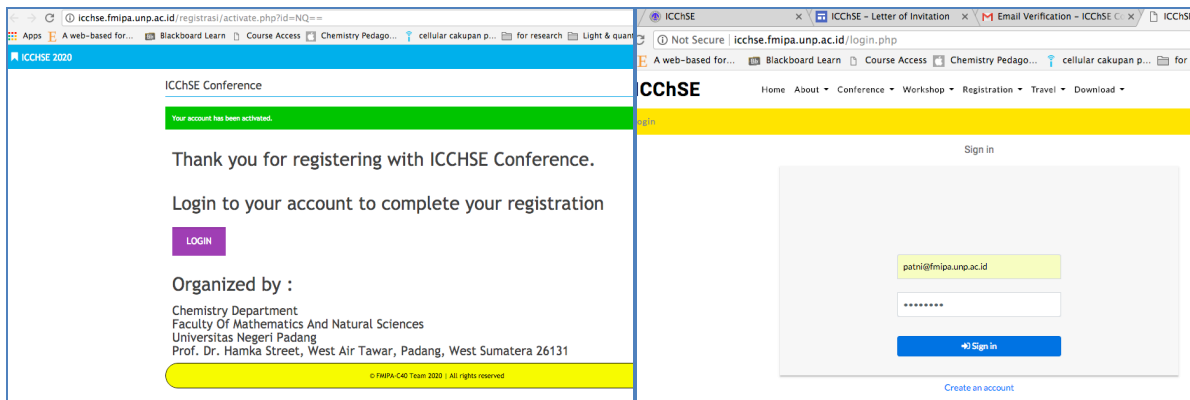 icchse.fmipa.unp.ac.id/registrasi/activate.php?id=NQ==
Apps A web-based for... Blackboard Learn Course Access Chemistry Pedago... cellular cakupan p... for research Light & quant
ICCHSE 2020
ICChSE Conference
Your account has been activated.
Thank you for registering with ICCHSE Conference.
Login to your account to complete your registration
LOGIN
Organized by :
Chemistry Department
Faculty Of Mathematics And Natural Sciences
Universitas Negeri Padang
Prof. Dr. Hamka Street, West Air Tawar, Padang, West Sumatera 26131
© FMIPA-C40 Team 2020 | All rights reserved
ICChSE ICChSE – Letter of Invitation Email Verification – ICChSE C ICChSE
Not Secure | icchse.fmipa.unp.ac.id/login.php
A web-based for... Blackboard Learn Course Access Chemistry Pedago... cellular cakupan p... for
ICChSE Home About Conference Workshop Registration Travel Download
ogin
Sign in
patni@fmipa.unp.ac.id
••••••••
Sign in
Create an account